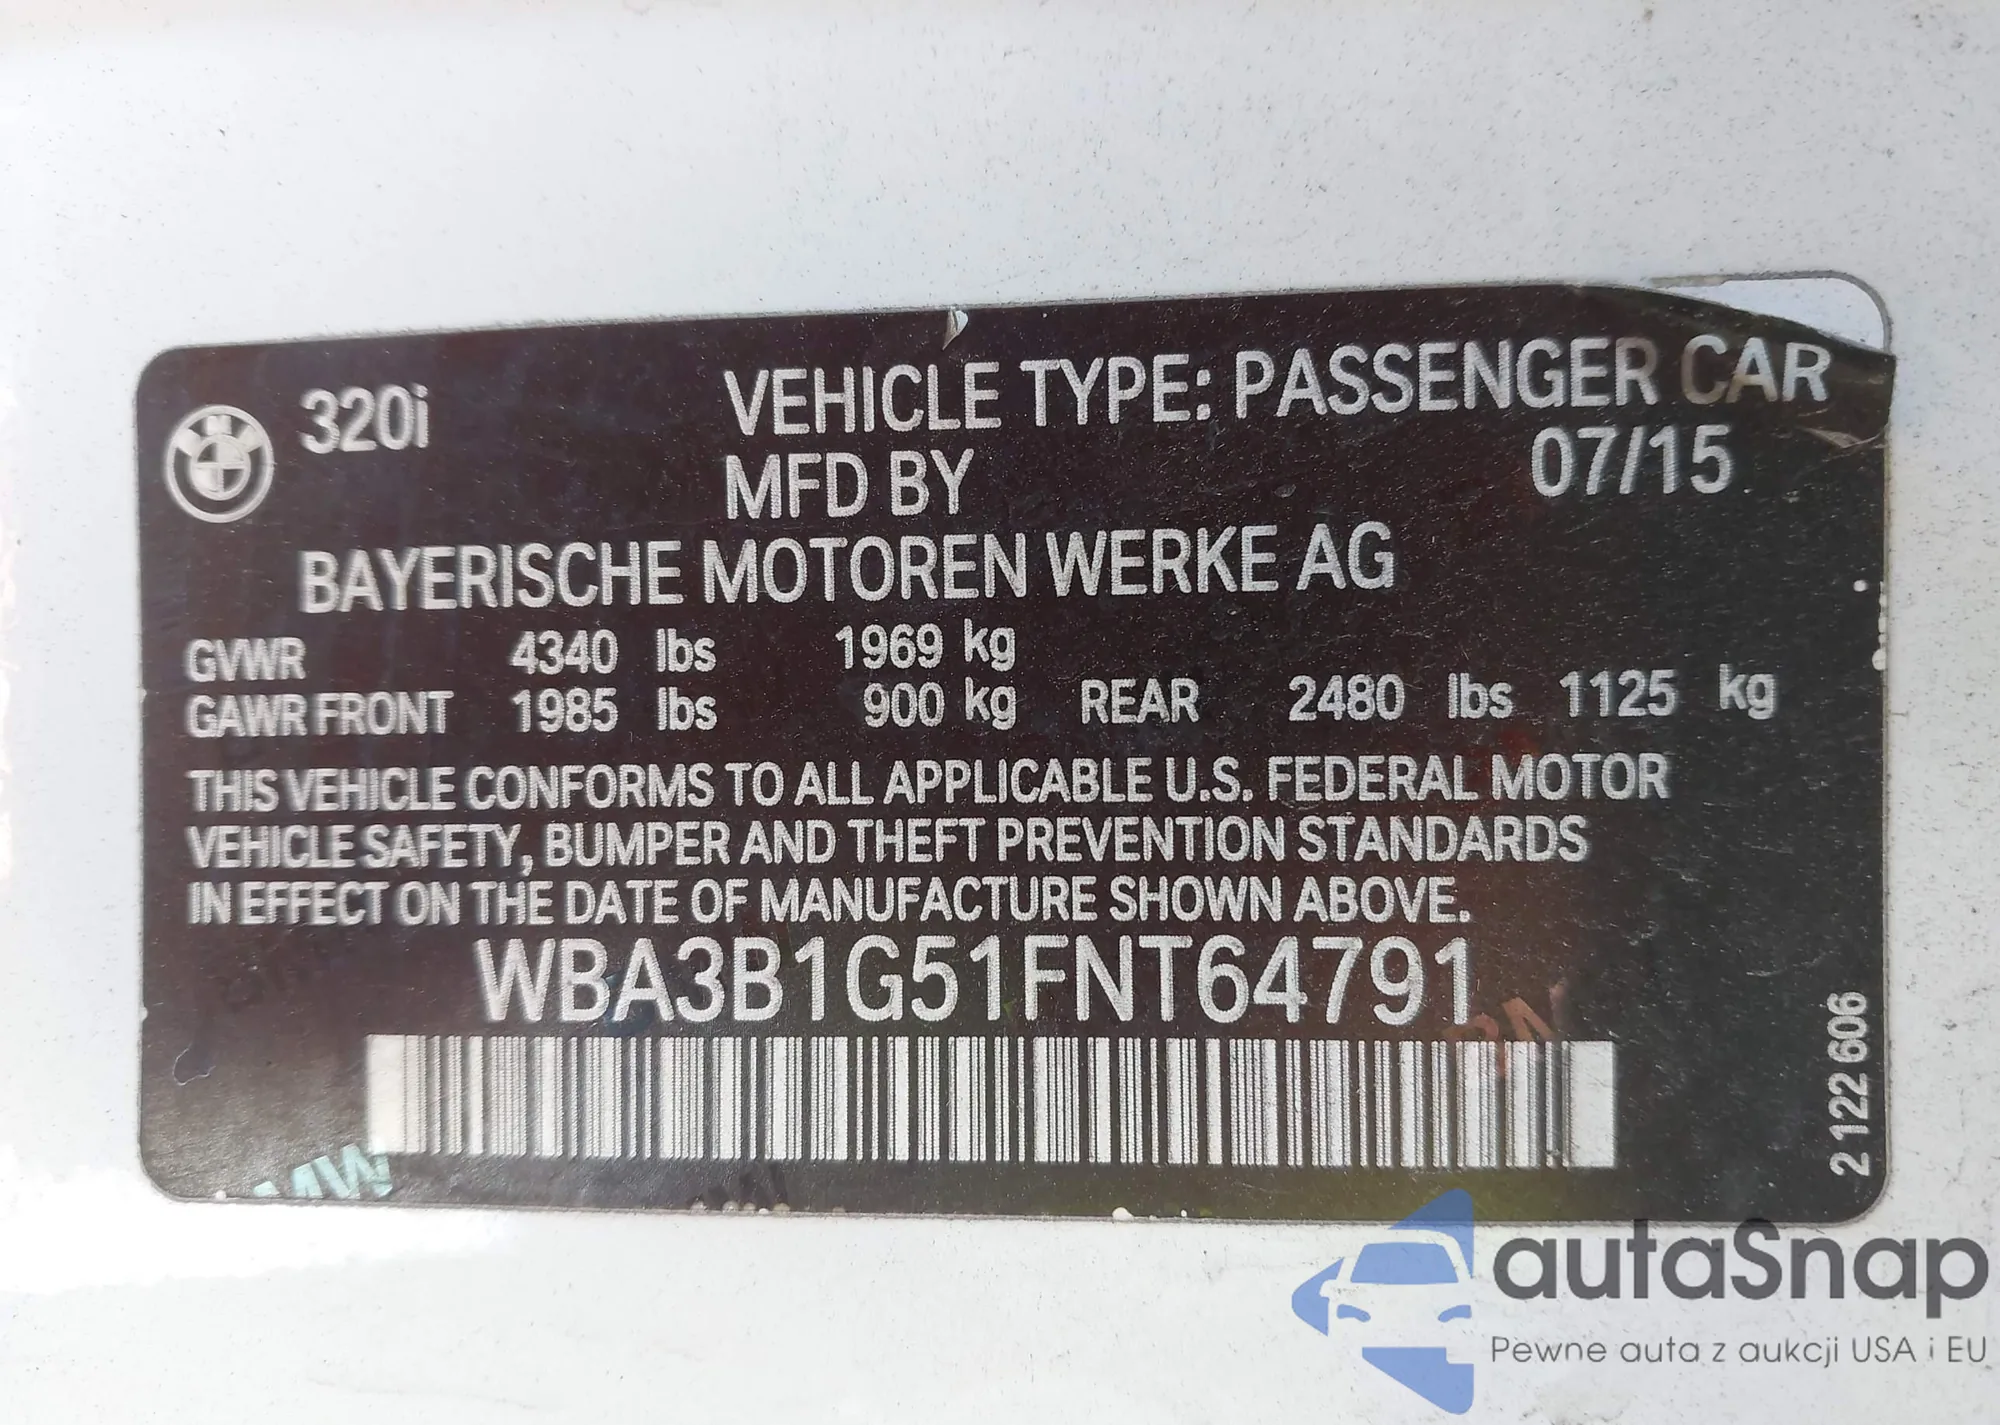 320i
VEHICLE TYPE: PASSENGER CAR
MFD BY 07/15
BAYERISCHE MOTOREN WERKE AG
GVWR 4340 lbs 1969 kg
GAWR FRONT 1985 lbs 900 kg REAR 2480 lbs 1125 kg
THIS VEHICLE CONFORMS TO ALL APPLICABLE U.S. FEDERAL MOTOR
VEHICLE SAFETY, BUMPER AND THEFT PREVENTION STANDARDS
IN EFFECT ON THE DATE OF MANUFACTURE SHOWN ABOVE.
WBA3B1G51FNT64791
2 122 606
autaSnap
Pewne auta z aukcji USA i EU